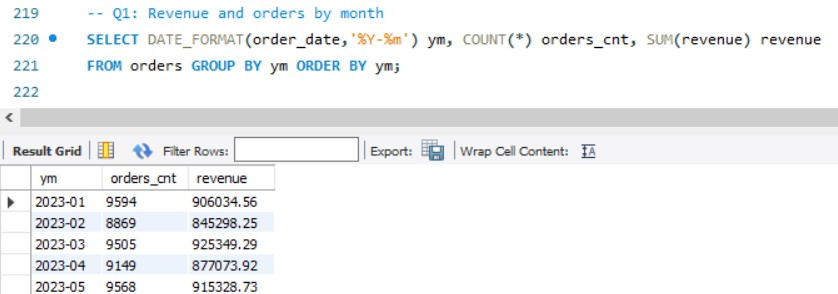 219 -- Q1: Revenue and orders by month
220 SELECT DATE_FORMAT(order_date,'%Y-%m') ym, COUNT(*) orders_cnt, SUM(revenue) revenue
221 FROM orders GROUP BY ym ORDER BY ym;
222
Result Grid Filter Rows: Export: Wrap Cell Content: IA
ym orders_cnt revenue
2023-01 9594 906034.56
2023-02 8869 845298.25
2023-03 9505 925349.29
2023-04 9149 877073.92
2023-05 9568 915328.73